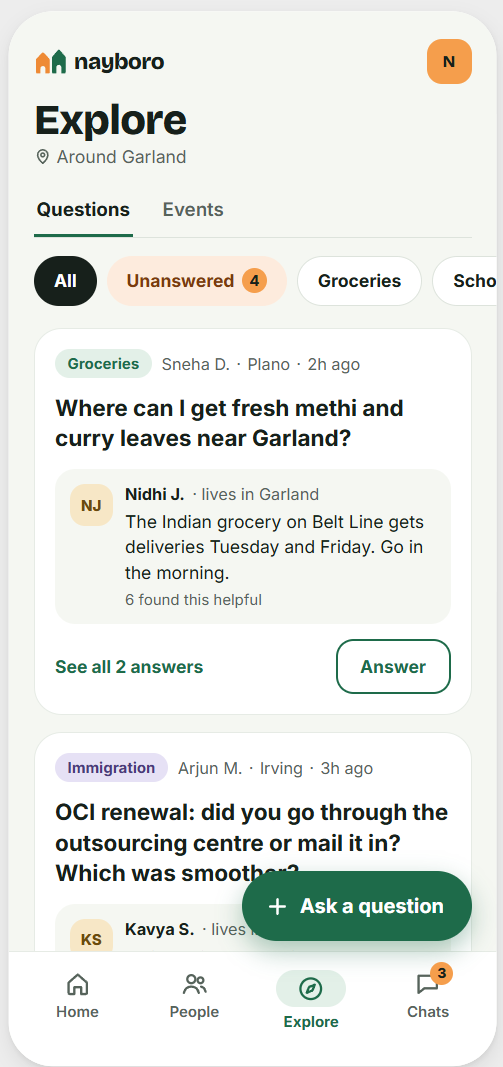 nayboro
N
Explore
Around Garland
Questions
Events
All
Unanswered 4
Groceries
Scho
Groceries
Sneha D. · Plano · 2h ago
Where can I get fresh methi and
curry leaves near Garland?
NJ
Nidhi J. · lives in Garland
The Indian grocery on Belt Line gets
deliveries Tuesday and Friday. Go in
the morning.
6 found this helpful
See all 2 answers
Answer
Immigration
Arjun M. · Irving · 3h ago
OCI renewal: did you go through the
outsourcing centre or mail it in?
Which was smoother?
+ Ask a question
KS
Kavya S. · lives
Home
People
Explore
3
Chats